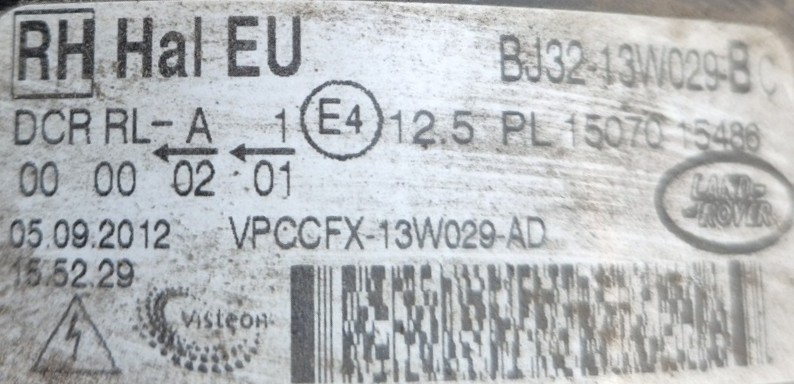 RH Hal EU BJ32-13W029-BC
DCR RL- A 1 E4 12.5 PL 15070 15486
00 00 02 01
LAND-
ROVER
05.09.2012 VPCCFX-13W029-AD
15.52.29
Visteon